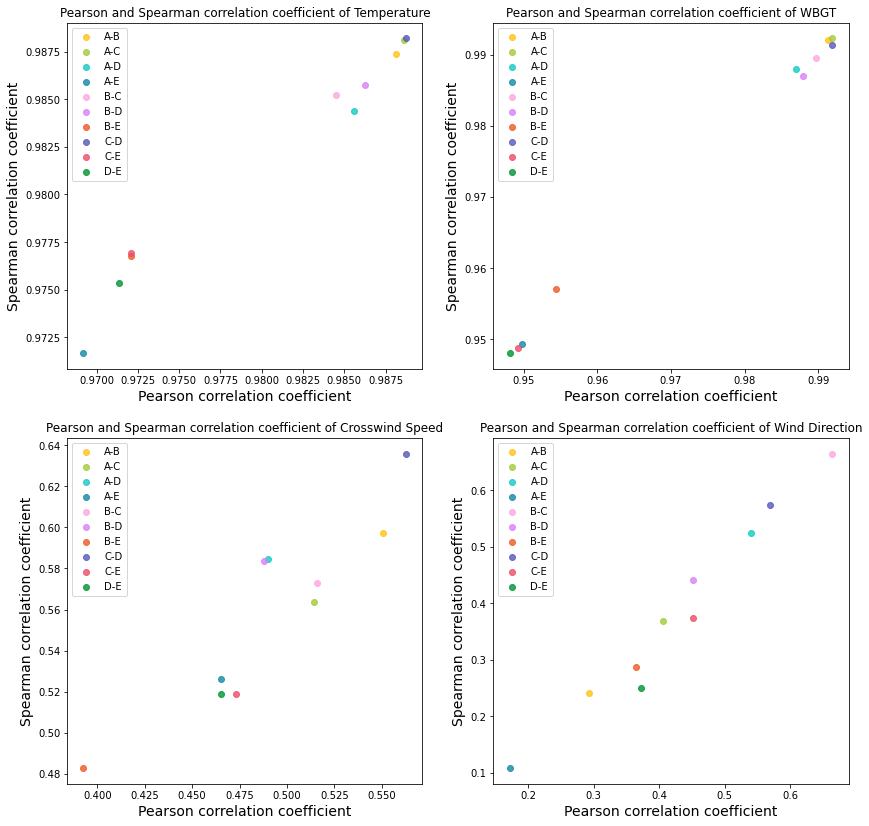 Pearson and Spearman correlation coefficient of Temperature
A-B
A-C
A-D
A-E
B-C
B-D
B-E
C-D
C-E
D-E
0.9875
0.9850
0.9825
0.9800
0.9775
0.9750
0.9725
Spearman correlation coefficient
0.970 0.9725 0.9750 0.9775 0.9800 0.9825 0.9850 0.9875
Pearson correlation coefficient
Pearson and Spearman correlation coefficient of WBGT
A-B
A-C
A-D
A-E
B-C
B-D
B-E
C-D
C-E
D-E
0.99
0.98
0.97
0.96
0.95
Spearman correlation coefficient
0.95 0.96 0.97 0.98 0.99
Pearson correlation coefficient
Pearson and Spearman correlation coefficient of Crosswind Speed
A-B
A-C
A-D
A-E
B-C
B-D
B-E
C-D
C-E
D-E
0.64
0.62
0.60
0.58
0.56
0.54
0.52
0.50
0.48
Spearman correlation coefficient
0.400 0.425 0.450 0.475 0.500 0.525 0.550
Pearson correlation coefficient
Pearson and Spearman correlation coefficient of Wind Direction
A-B
A-C
A-D
A-E
B-C
B-D
B-E
C-D
C-E
D-E
0.6
0.5
0.4
0.3
0.2
0.1
Spearman correlation coefficient
0.2 0.3 0.4 0.5 0.6
Pearson correlation coefficient